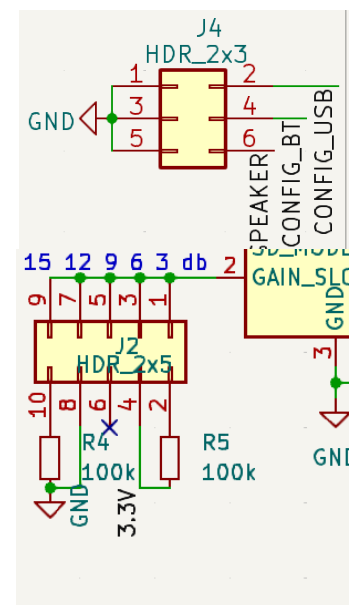 J4
HDR_2x3
1 2
GND 3 4
5 6
PEAKER
CONFIG_BT
CONFIG_USB
15 12 9 6 3 db
2
GAIN_SLO
GND
9 7 5 3 1
J2
HDR_2x5
3
10 8 6 4 2
R4
100k
R5
100k
GND
3.3V
GND